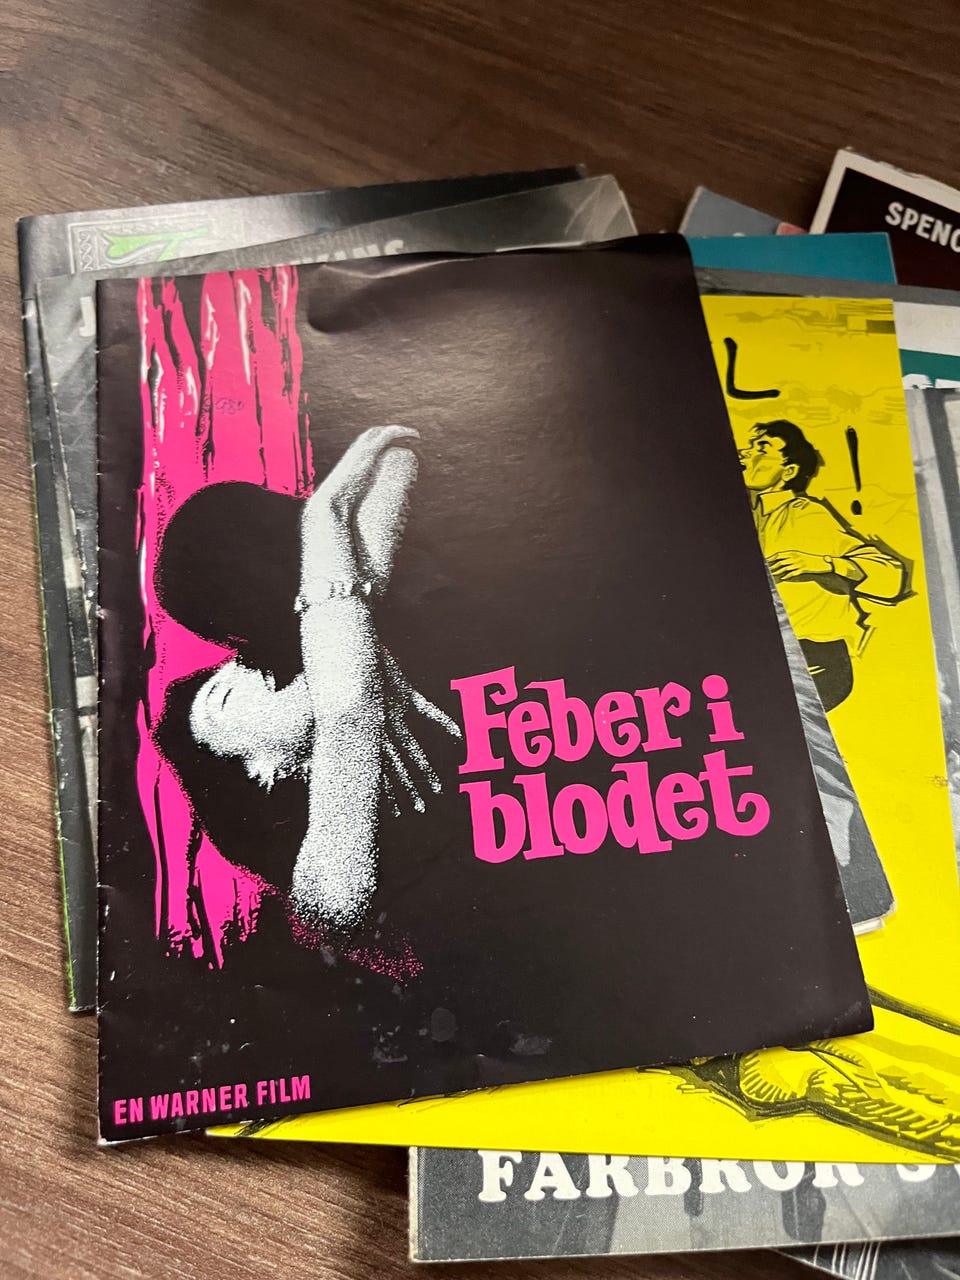 SPENC
L
!
Feber i
blodet
EN WARNER FILM
FARBROR S